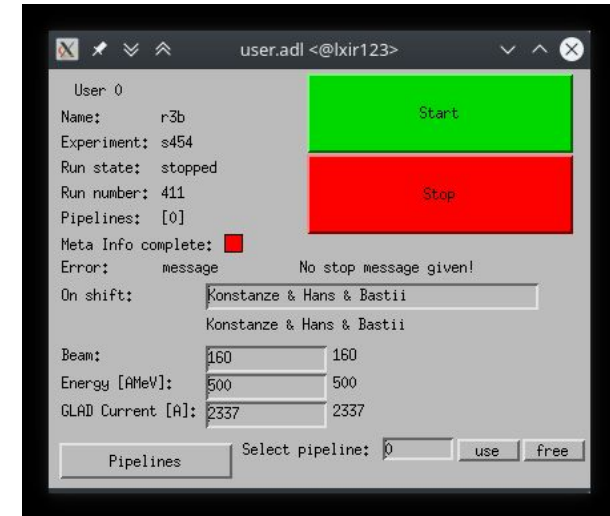 user.adl <@lxir123>
User 0
Name: r3b
Experiment: s454
Run state: stopped
Run number: 411
Pipelines: [0]
Meta Info complete:
Start
Stop
Error: message No stop message given!
On shift: Konstanze & Hans & Bastii
Konstanze & Hans & Bastii
Beam: 160 160
Energy [AMeV]: 500 500
GLAD Current [A]: 2337 2337
Pipelines Select pipeline: 0 use free